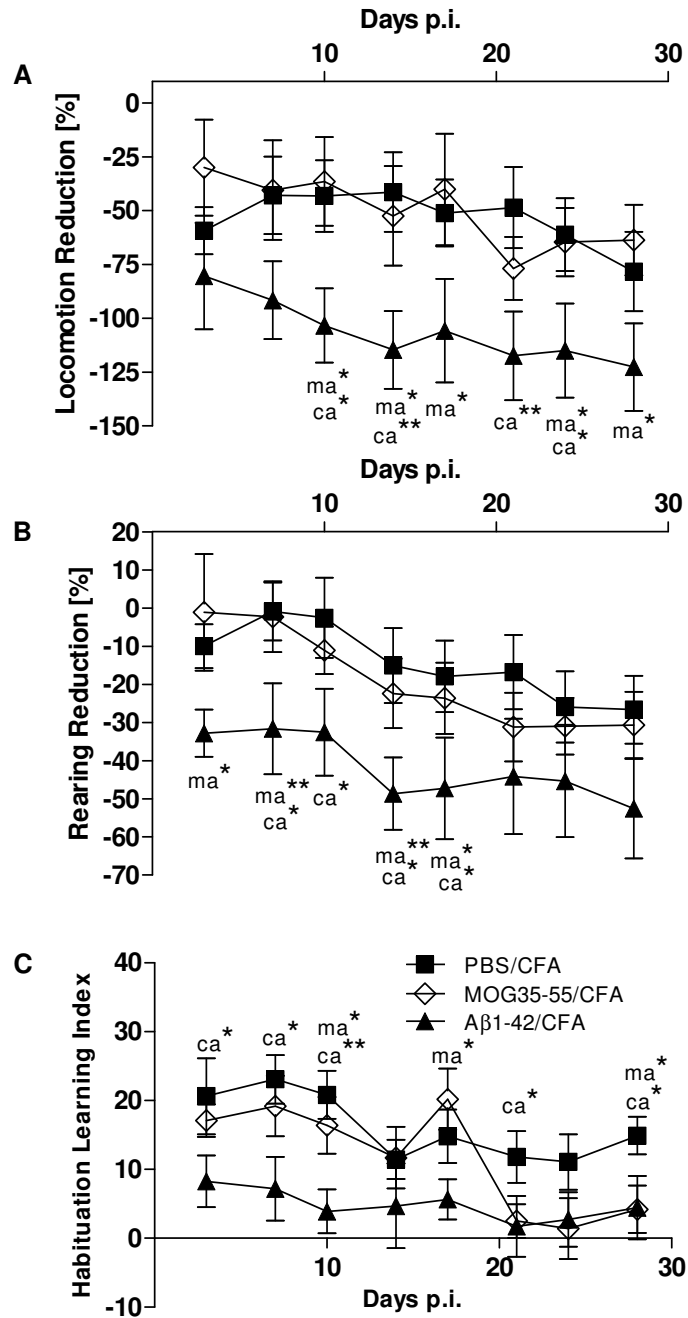 Days p.i.
10 20 30
A
Locomotion Reduction [%]
0
-25
-50
-75
-100
-125
-150
ma* ma* ma* ca** ma* ma*
ca* ca** ca*
Days p.i.
10 20 30
B
Rearing Reduction [%]
20
10
0
-10
-20
-30
-40
-50
-60
-70
ma* ma** ca*
ca*
ma** ma*
ca* ca*
C
Habituation Learning Index
40
30
20
10
0
-10
PBS/CFA
MOG35-55/CFA
Aβ1-42/CFA
ca* ca* ma* ma* ca* ma*
ca** ca*
10 20 30
Days p.i.